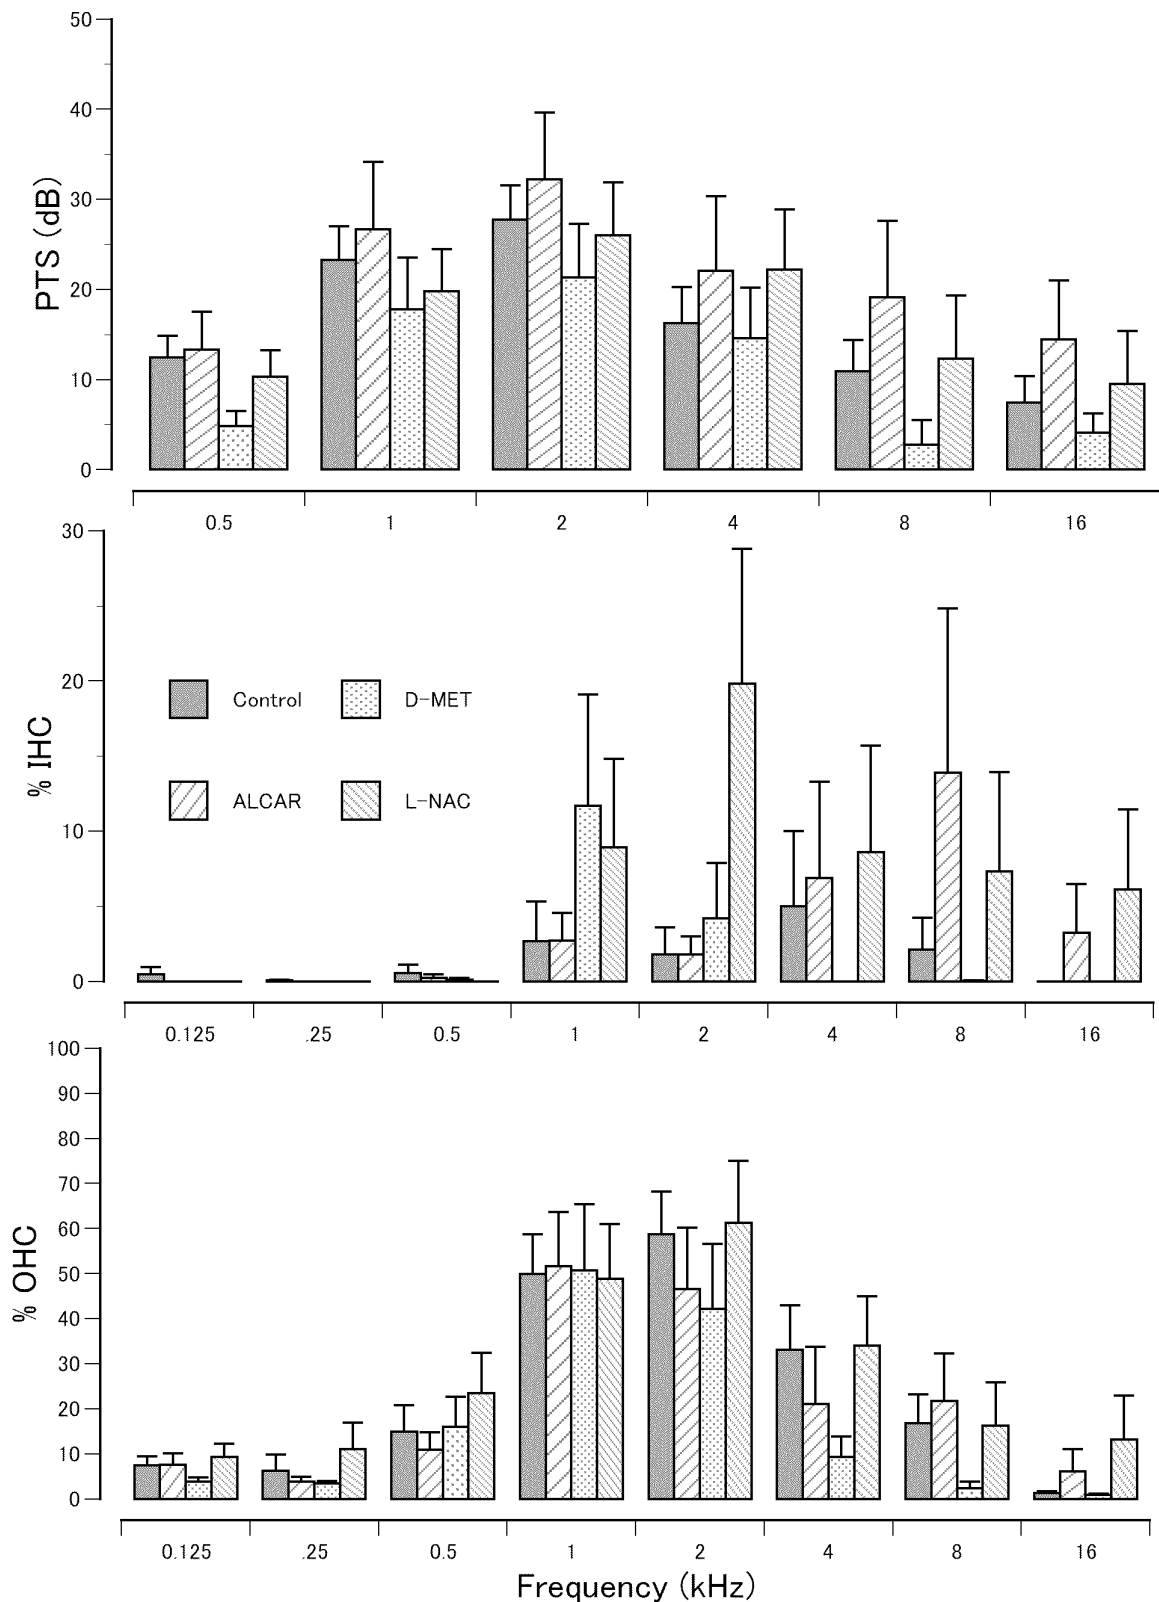 50
40
30
20
10
0
PTS (dB)
0.5 1 2 4 8 16
30
20
10
0
% IHC
Control D-MET
ALCAR L-NAC
0.125 .25 0.5 1 2 4 8 16
100
90
80
70
60
50
40
30
20
10
0
% OHC
0.125 .25 0.5 1 2 4 8 16
Frequency (kHz)